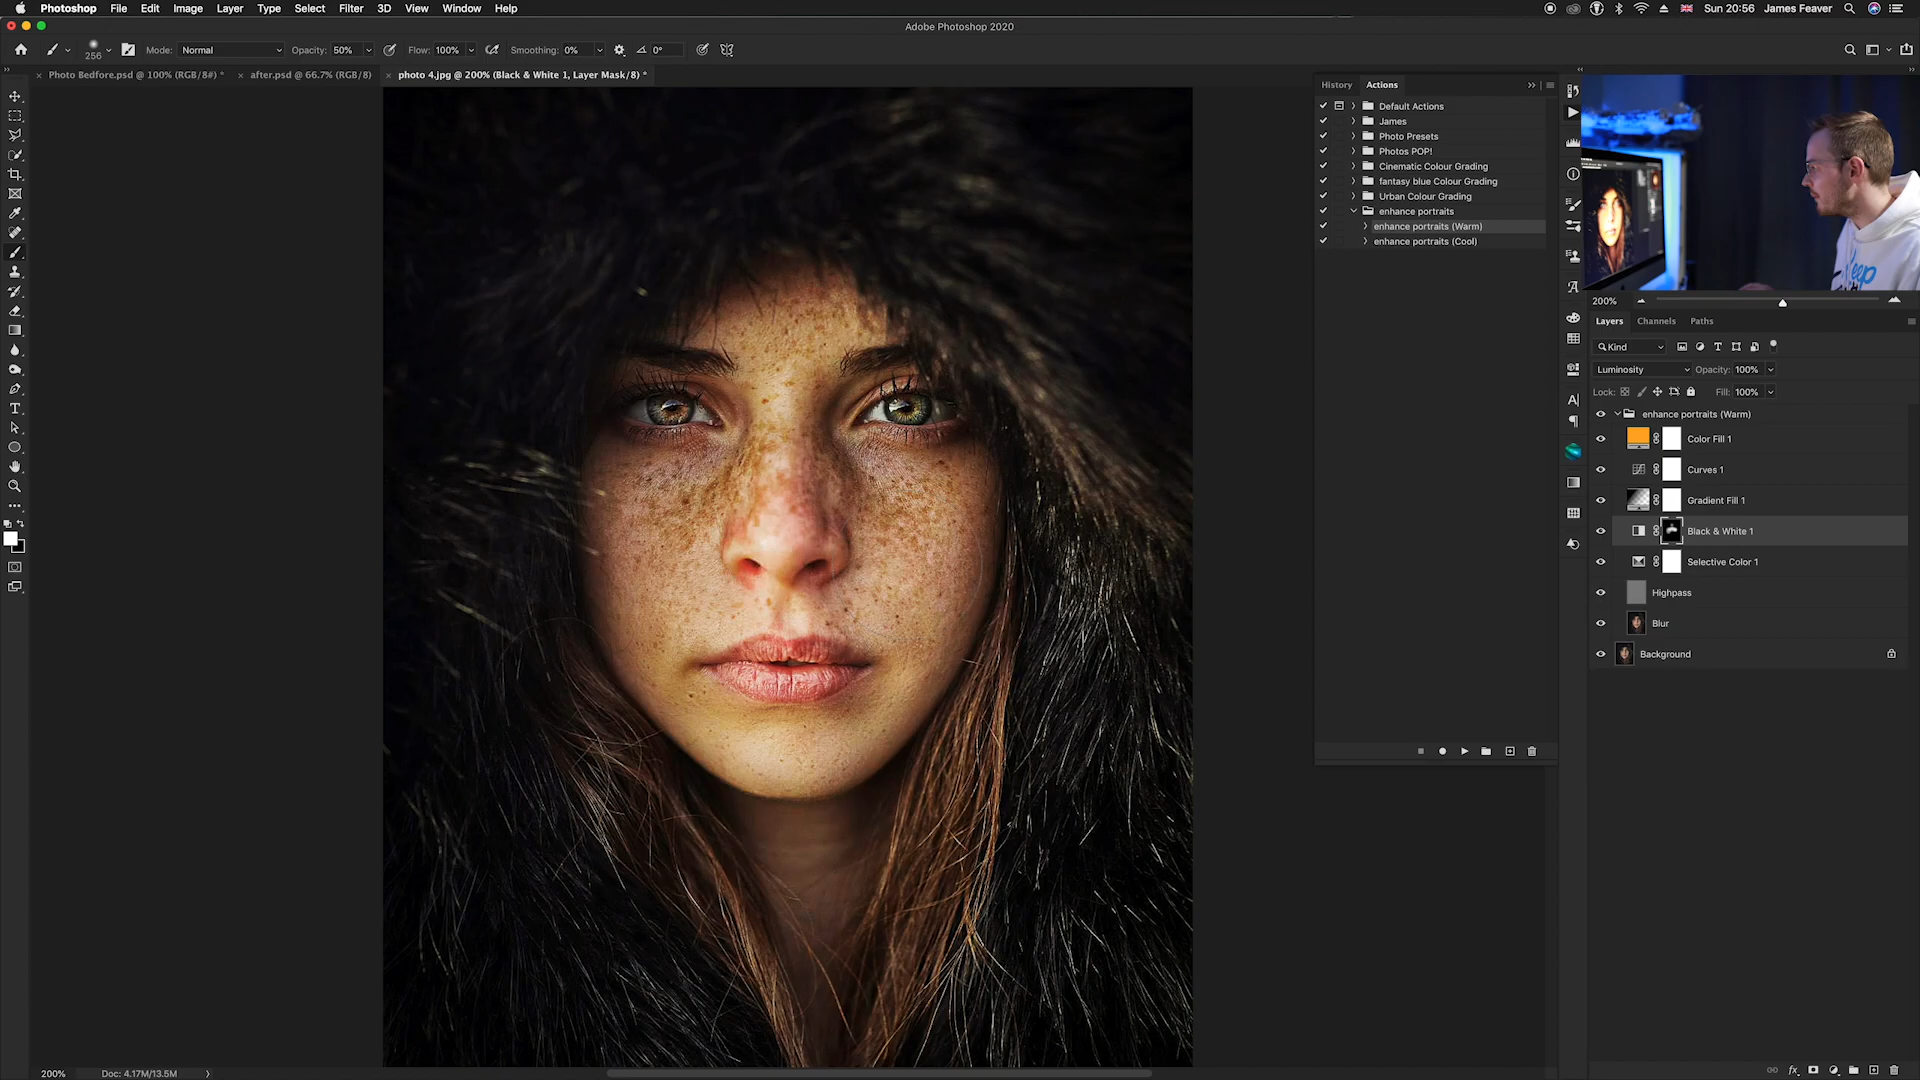 Photoshop File Edit Image Layer Type Select Filter 3D View Window Help Sun 20:56 James Feaver
Adobe Photoshop 2020
256 Mode: Normal Opacity: 50% Flow: 100% Smoothing: 0% 0°
Photo Bedfore.psd @ 100% (RGB/8#) * after.psd @ 66.7% (RGB/8) photo 4.jpg @ 200% (Black & White 1, Layer Mask/8) *
History Actions
Default Actions
James
Photo Presets
Photos POP!
Cinematic Colour Grading
fantasy blue Colour Grading
Urban Colour Grading
enhance portraits
enhance portraits (Warm)
enhance portraits (Cool)
200%
Layers Channels Paths
Kind
Luminosity Opacity: 100%
Lock: Fill: 100%
enhance portraits (Warm)
Color Fill 1
Curves 1
Gradient Fill 1
Black & White 1
Selective Color 1
Highpass
Blur
Background
200% Doc: 4.17M/13.5M